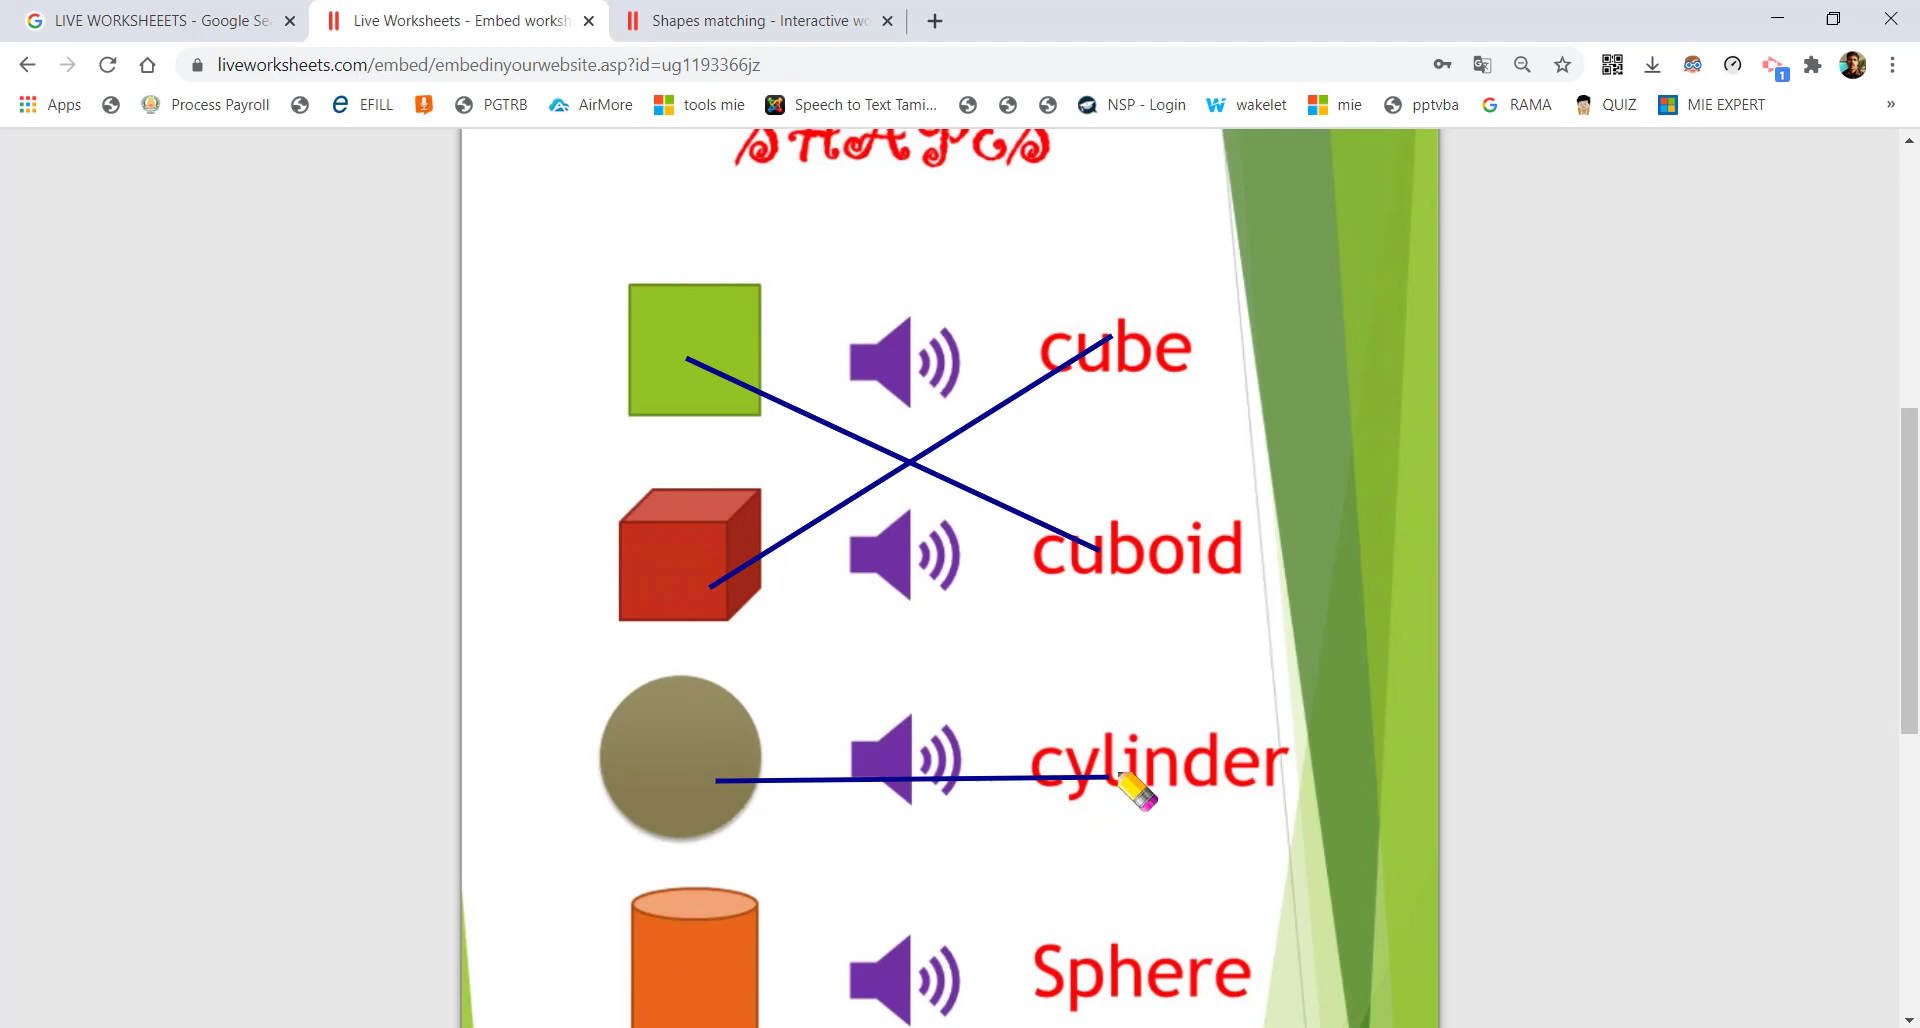 LIVE WORKSHEEETS - Google Se
Live Worksheets - Embed worksh
Shapes matching - Interactive wo
liveworksheets.com/embed/embedinyourwebsite.asp?id=ug1193366jz
1
Apps
Process Payroll
EFILL
PGTRB
AirMore
tools mie
Speech to Text Tami...
NSP - Login
wakelet
mie
pptvba
RAMA
QUIZ
MIE EXPERT
»
SHAPES
cube
cuboid
cylinder
Sphere